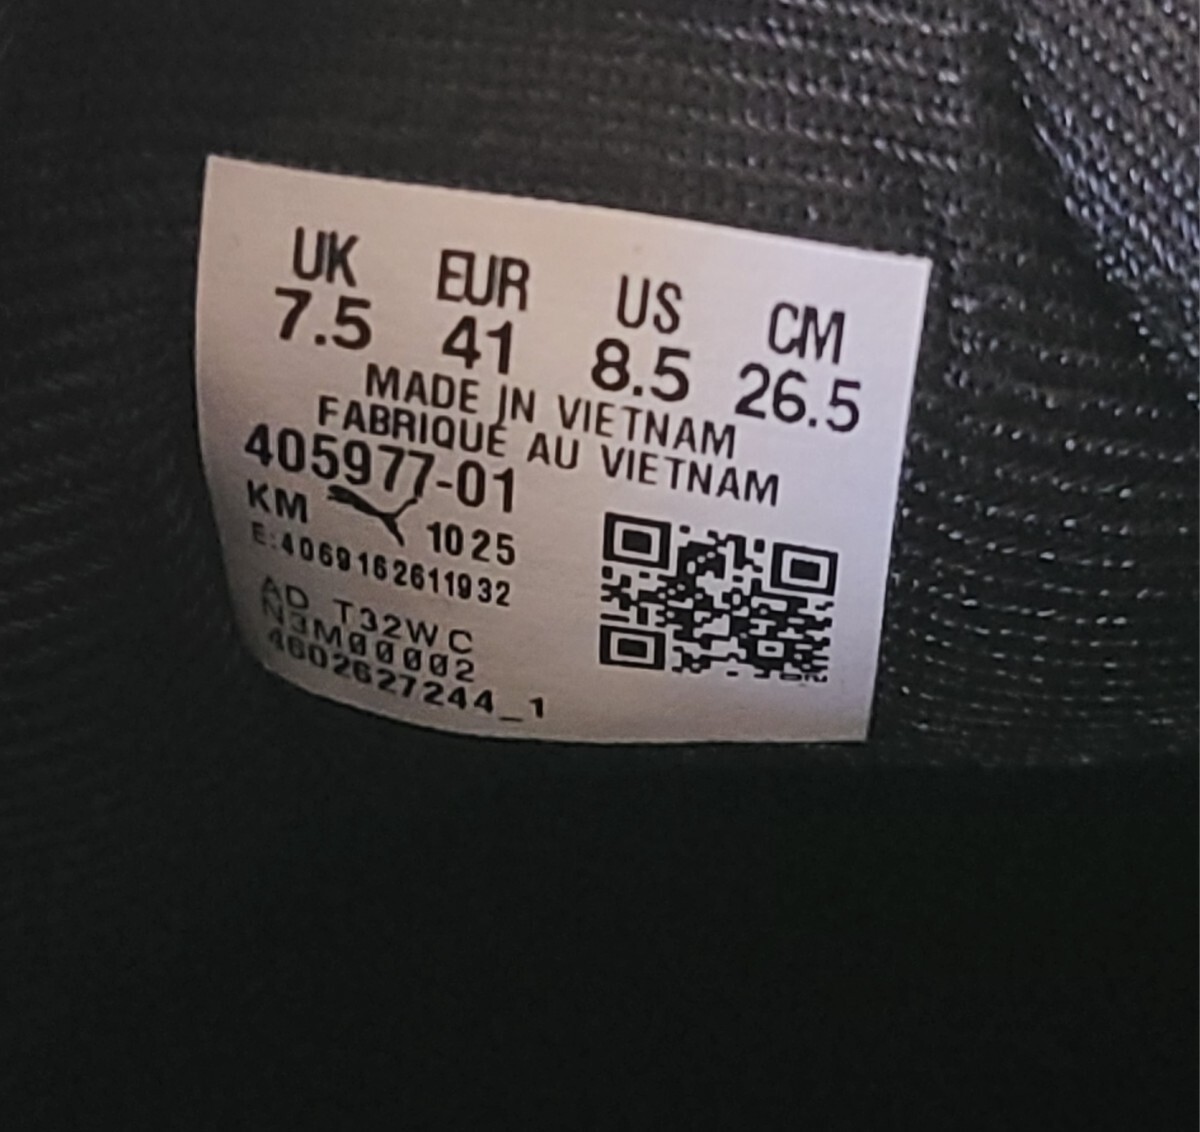 UK EUR US CM
7.5 41 8.5 26.5
MADE IN VIETNAM
FABRIQUÉ AU VIETNAM
405977-01
KM 1025
E:4069162611932
AD T32WC
N3M00002
4602627244_1